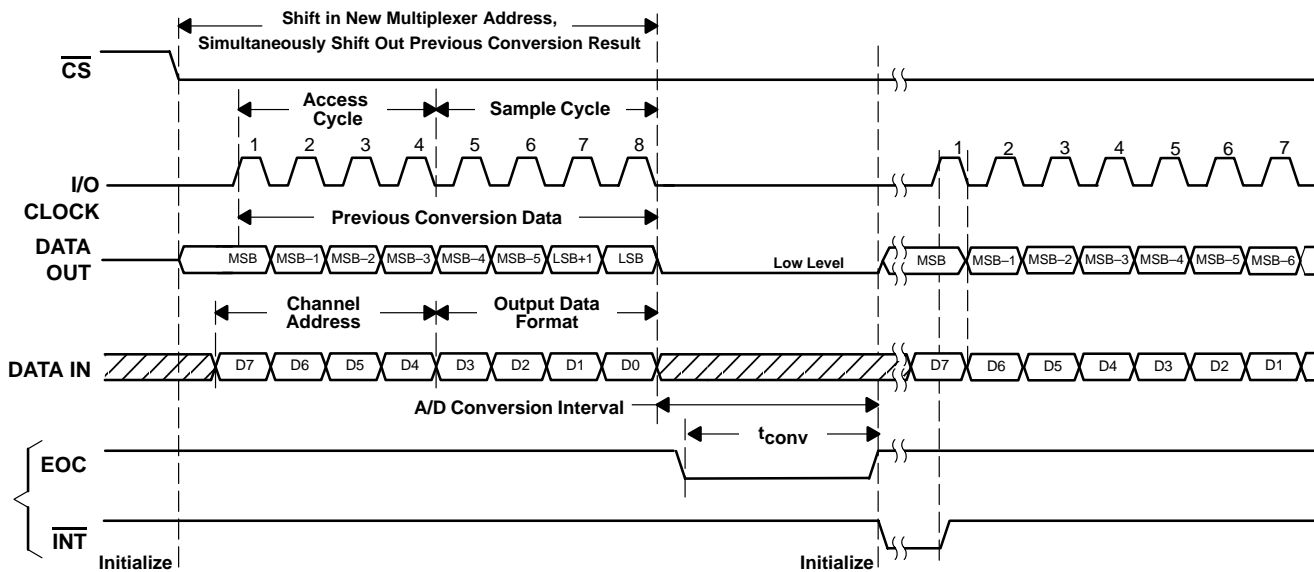 Shift in New Multiplexer Address,
Simultaneously Shift Out Previous Conversion Result
CS
Access
Cycle
Sample Cycle
1 2 3 4 5 6 7 8 1 2 3 4 5 6 7
I/O
CLOCK
Previous Conversion Data
DATA
OUT
MSB MSB–1 MSB–2 MSB–3 MSB–4 MSB–5 LSB+1 LSB Low Level MSB MSB–1 MSB–2 MSB–3 MSB–4 MSB–5 MSB–6
Channel
Address
Output Data
Format
DATA IN D7 D6 D5 D4 D3 D2 D1 D0 D7 D6 D5 D4 D3 D2 D1
A/D Conversion Interval
tconv
EOC
INT
Initialize Initialize